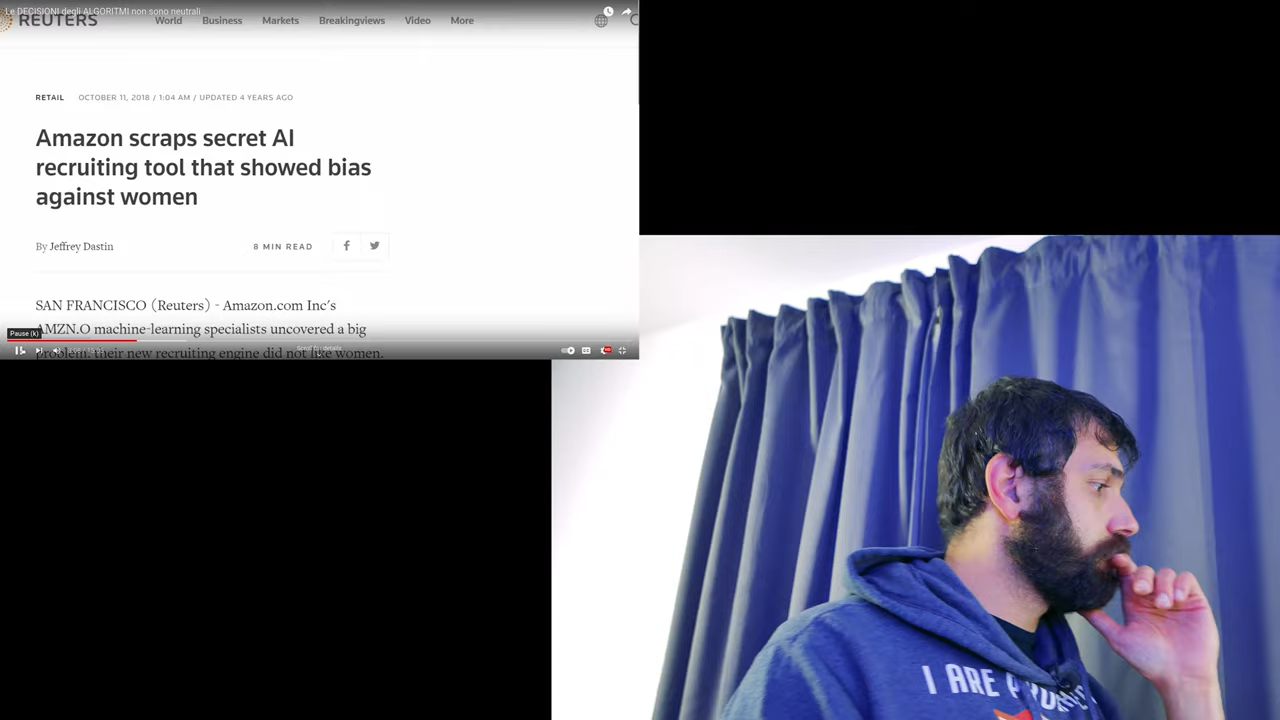 Le DECISIONI degli ALGORITMI non sono neutrali
REUTERS World Business Markets Breakingviews Video More
RETAIL OCTOBER 11, 2018 / 1:04 AM / UPDATED 4 YEARS AGO
Amazon scraps secret AI
recruiting tool that showed bias
against women
By Jeffrey Dastin 8 MIN READ
SAN FRANCISCO (Reuters) - Amazon.com Inc's
Pause (k)
AMZN.O machine-learning specialists uncovered a big
problem: their new recruiting engine did not like women.
Scroll for details
I ARE